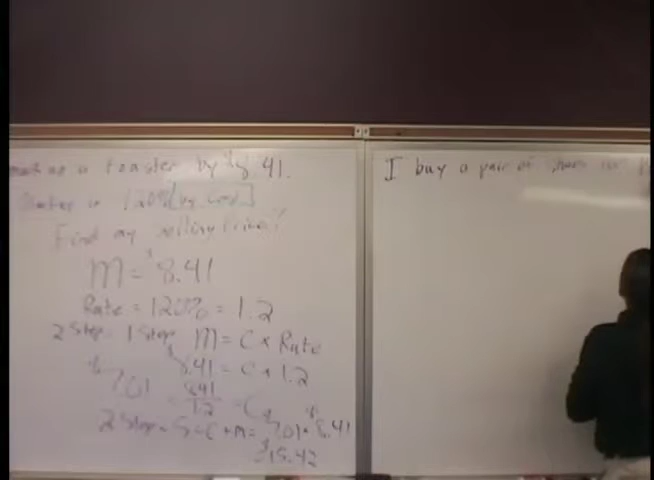 a toaster by $8.41.
120% [
Find my selling Price?
M = $8.41
Rate = 120% = 1.2
2 Step - 1 Step M = C x Rate
$8.41 = C x 1.2
$7.01 = 8.41 / 1.2 = C
2 Step - S = C + M = $7.01 + $8.41
$15.42
I buy a pair of